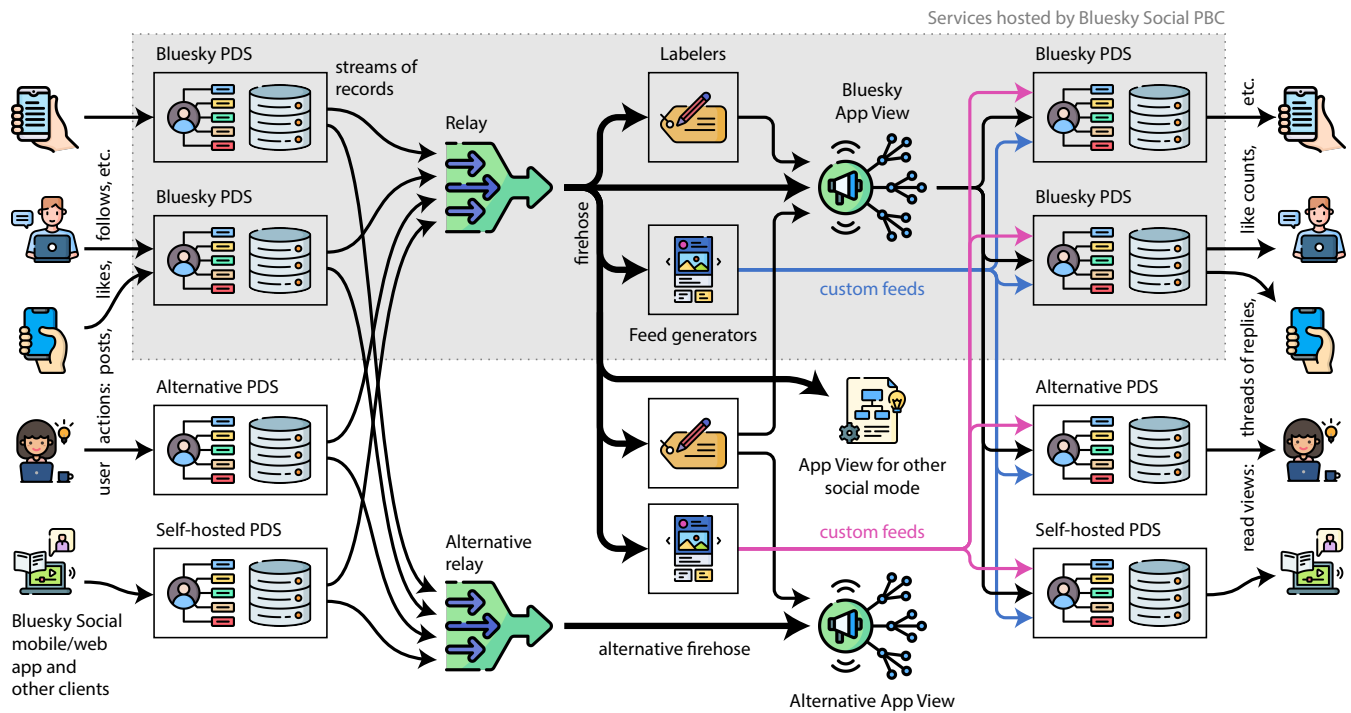 Services hosted by Bluesky Social PBC
Bluesky PDS
streams of
records
Labelers
Bluesky
App View
Bluesky PDS
etc.
Relay
Bluesky PDS
Bluesky PDS
firehose
custom feeds
Feed generators
user actions: posts, likes, follows, etc.
read views: threads of replies, like counts,
Alternative PDS
Alternative PDS
App View for other
social mode
Self-hosted PDS
Alternative
relay
custom feeds
Self-hosted PDS
Bluesky Social
mobile/web
app and
other clients
alternative firehose
Alternative App View